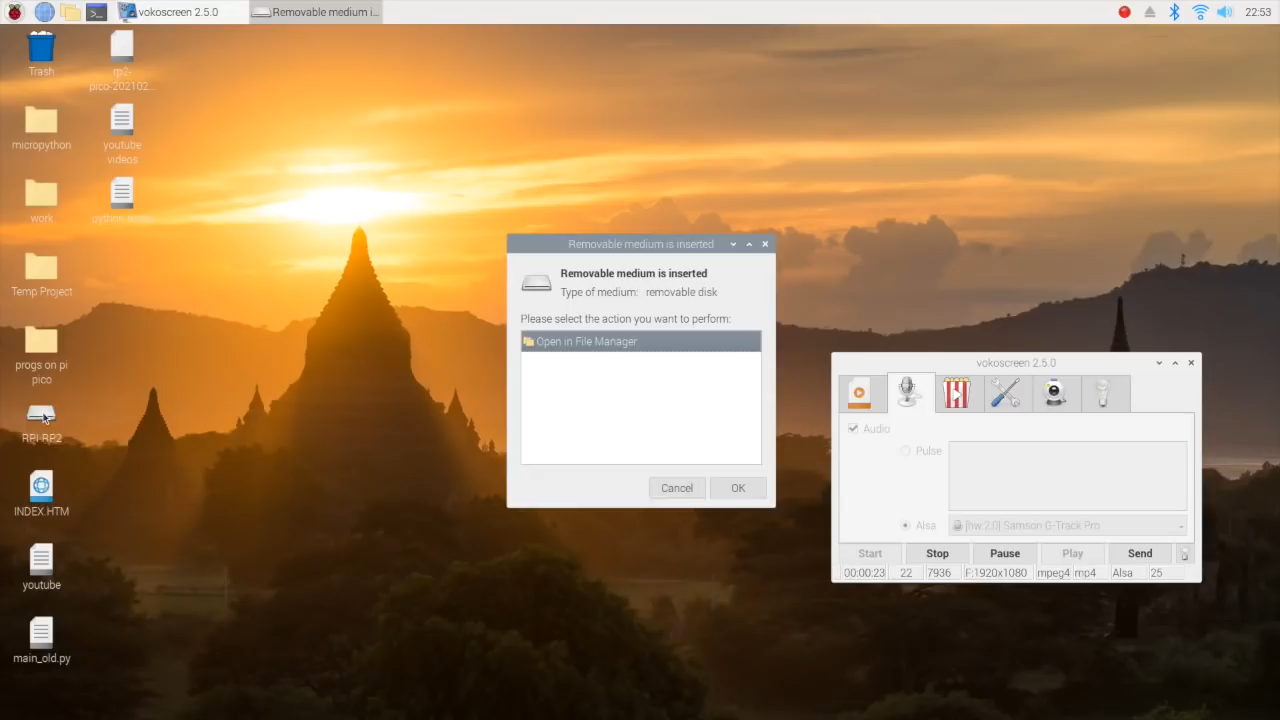 vokoscreen 2.5.0
Removable medium i...
22:53
Trash
rp2-
pico-202102...
micropython
youtube
videos
work
Temp Project
progs on pi
pico
RPI-RP2
INDEX.HTM
youtube
main_old.py
Removable medium is inserted
Removable medium is inserted
Type of medium: removable disk
Please select the action you want to perform:
Open in File Manager
Cancel
OK
vokoscreen 2.5.0
Audio
Pulse
Alsa
[hw:2,0] Samson G-Track Pro
Start
Stop
Pause
Play
Send
00:00:23
22
7936
F:1920x1080
mpeg4
mp4
Alsa
25